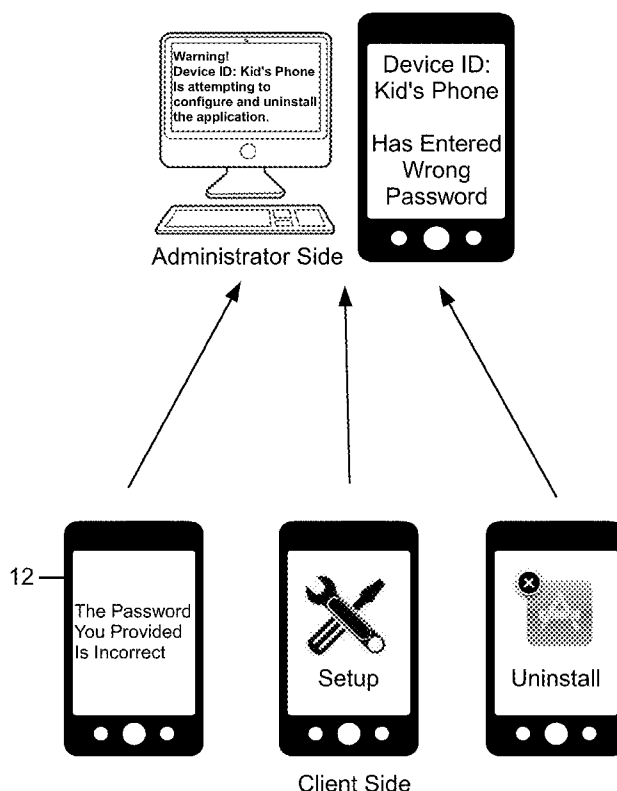 Warning!
Device ID: Kid's Phone
Is attempting to
configure and uninstall
the application.
Device ID:
Kid's Phone
Has Entered
Wrong
Password
Administrator Side
12
The Password
You Provided
Is Incorrect
Setup
Uninstall
Client Side